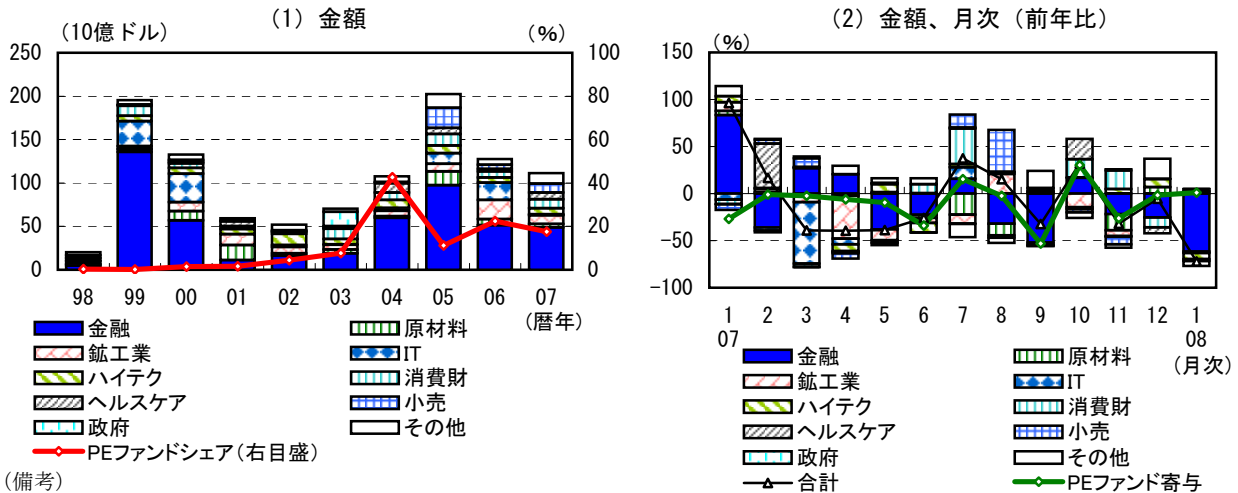 (1) 金額
(10億ドル)
(%)
250
200
150
100
50
0
100
80
60
40
20
0
98 99 00 01 02 03 04 05 06 07
(暦年)
金融
原材料
鉱工業
IT
ハイテク
消費財
ヘルスケア
小売
政府
その他
PEファンドシェア(右目盛)
(備考)
(2) 金額、月次(前年比)
(%)
150
100
50
0
−50
−100
1 2 3 4 5 6 7 8 9 10 11 12 1
07 08
(月次)
金融
原材料
鉱工業
IT
ハイテク
消費財
ヘルスケア
小売
政府
その他
合計
PEファンド寄与